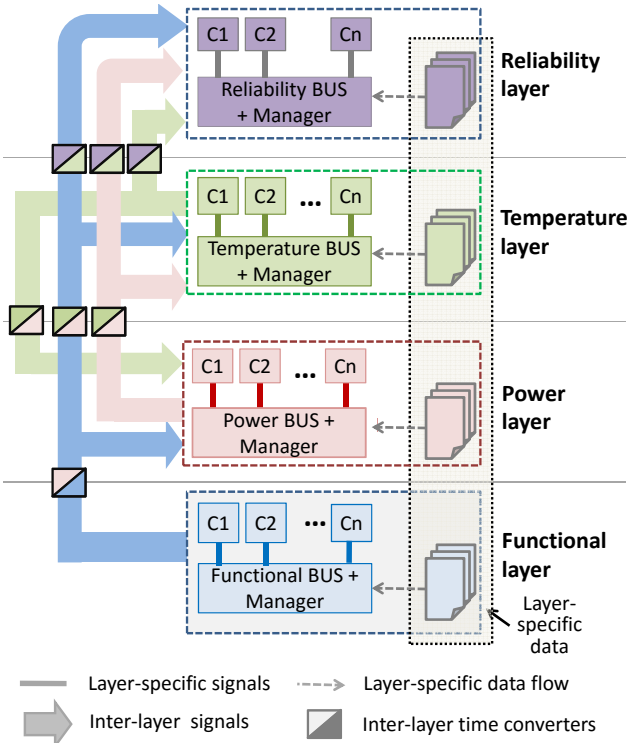 C1 C2 Cn
Reliability BUS
+ Manager
Reliability
layer
C1 C2 ... Cn
Temperature BUS
+ Manager
Temperature
layer
C1 C2 ... Cn
Power BUS +
Manager
Power
layer
C1 C2 ... Cn
Functional BUS +
Manager
Functional
layer
Layer-
specific
data
Layer-specific signals
Layer-specific data flow
Inter-layer signals
Inter-layer time converters